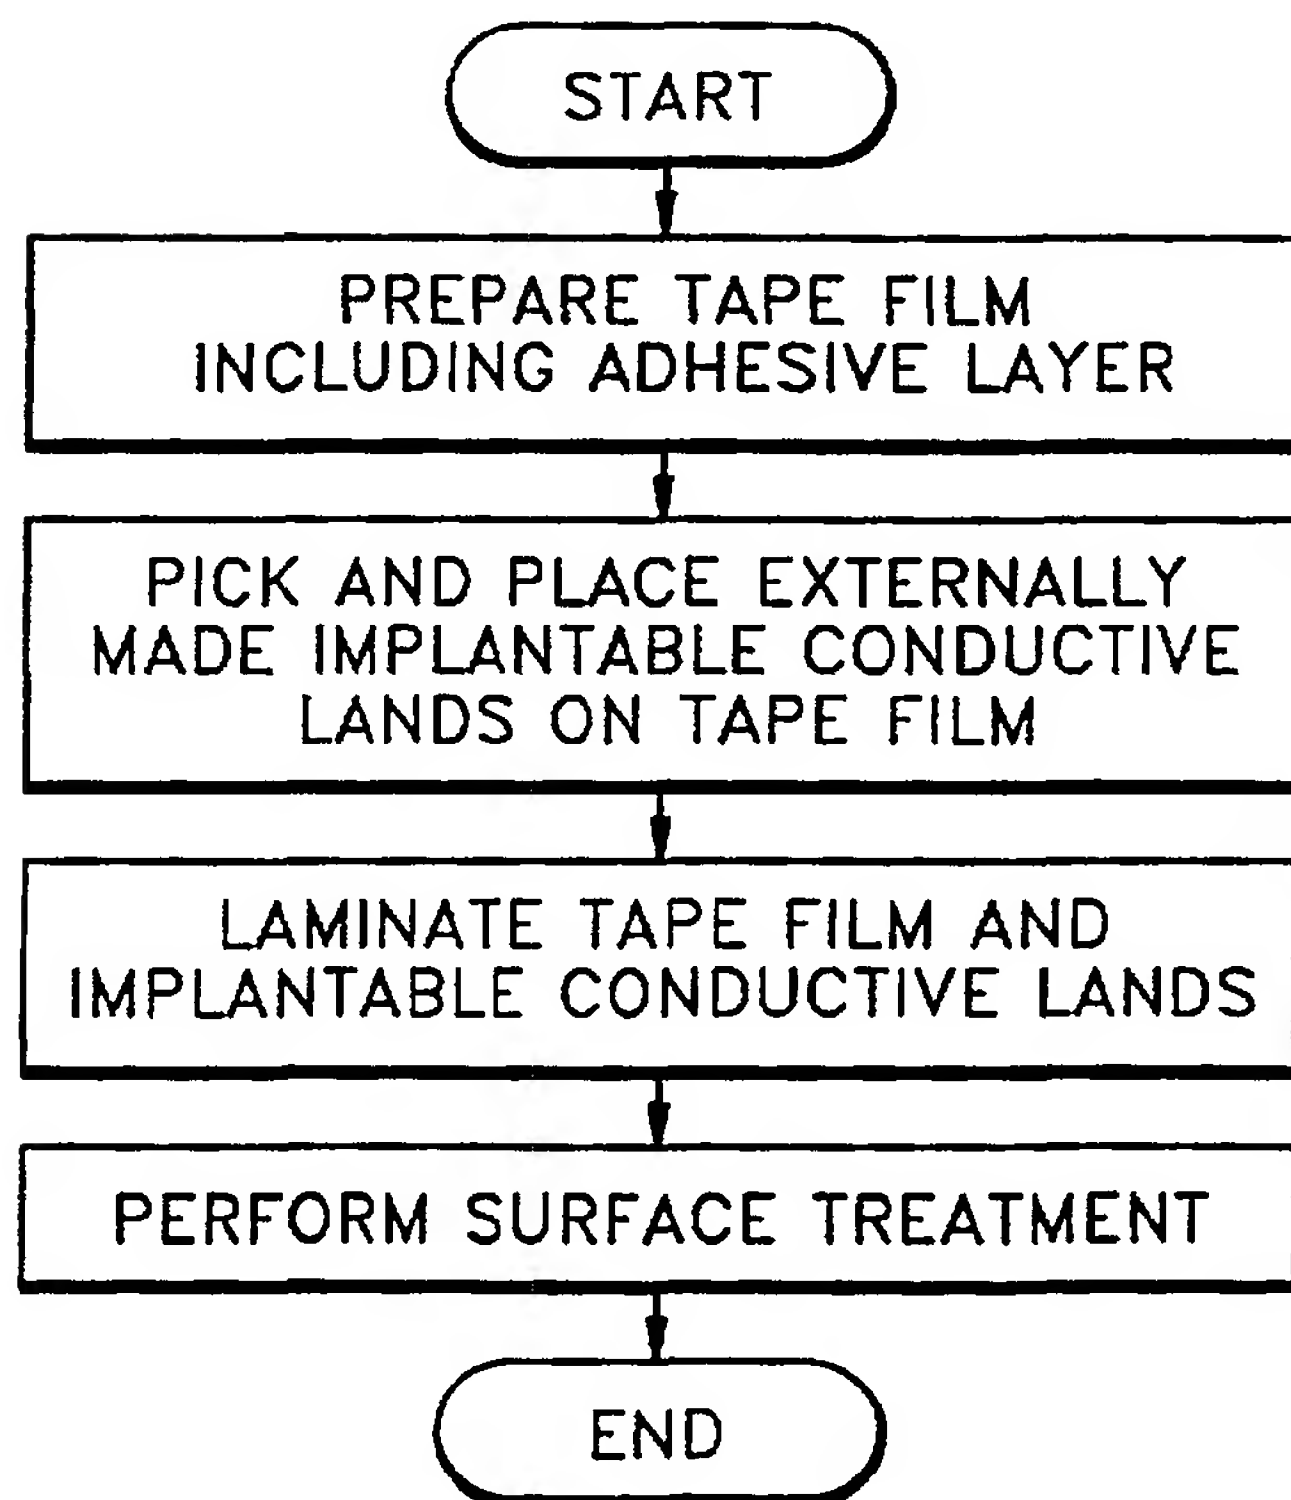 START
PREPARE TAPE FILM
INCLUDING ADHESIVE LAYER
PICK AND PLACE EXTERNALLY
MADE IMPLANTABLE CONDUCTIVE
LANDS ON TAPE FILM
LAMINATE TAPE FILM AND
IMPLANTABLE CONDUCTIVE LANDS
PERFORM SURFACE TREATMENT
END